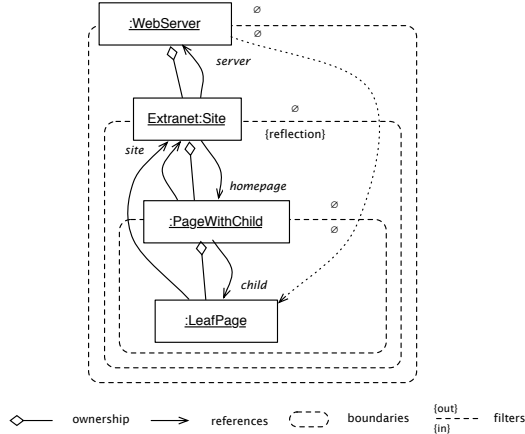 ∅
:WebServer
∅
server
∅
Extranet:Site
{reflection}
site
homepage
∅
:PageWithChild
∅
child
:LeafPage
ownership
references
boundaries
{out}
{in}
filters